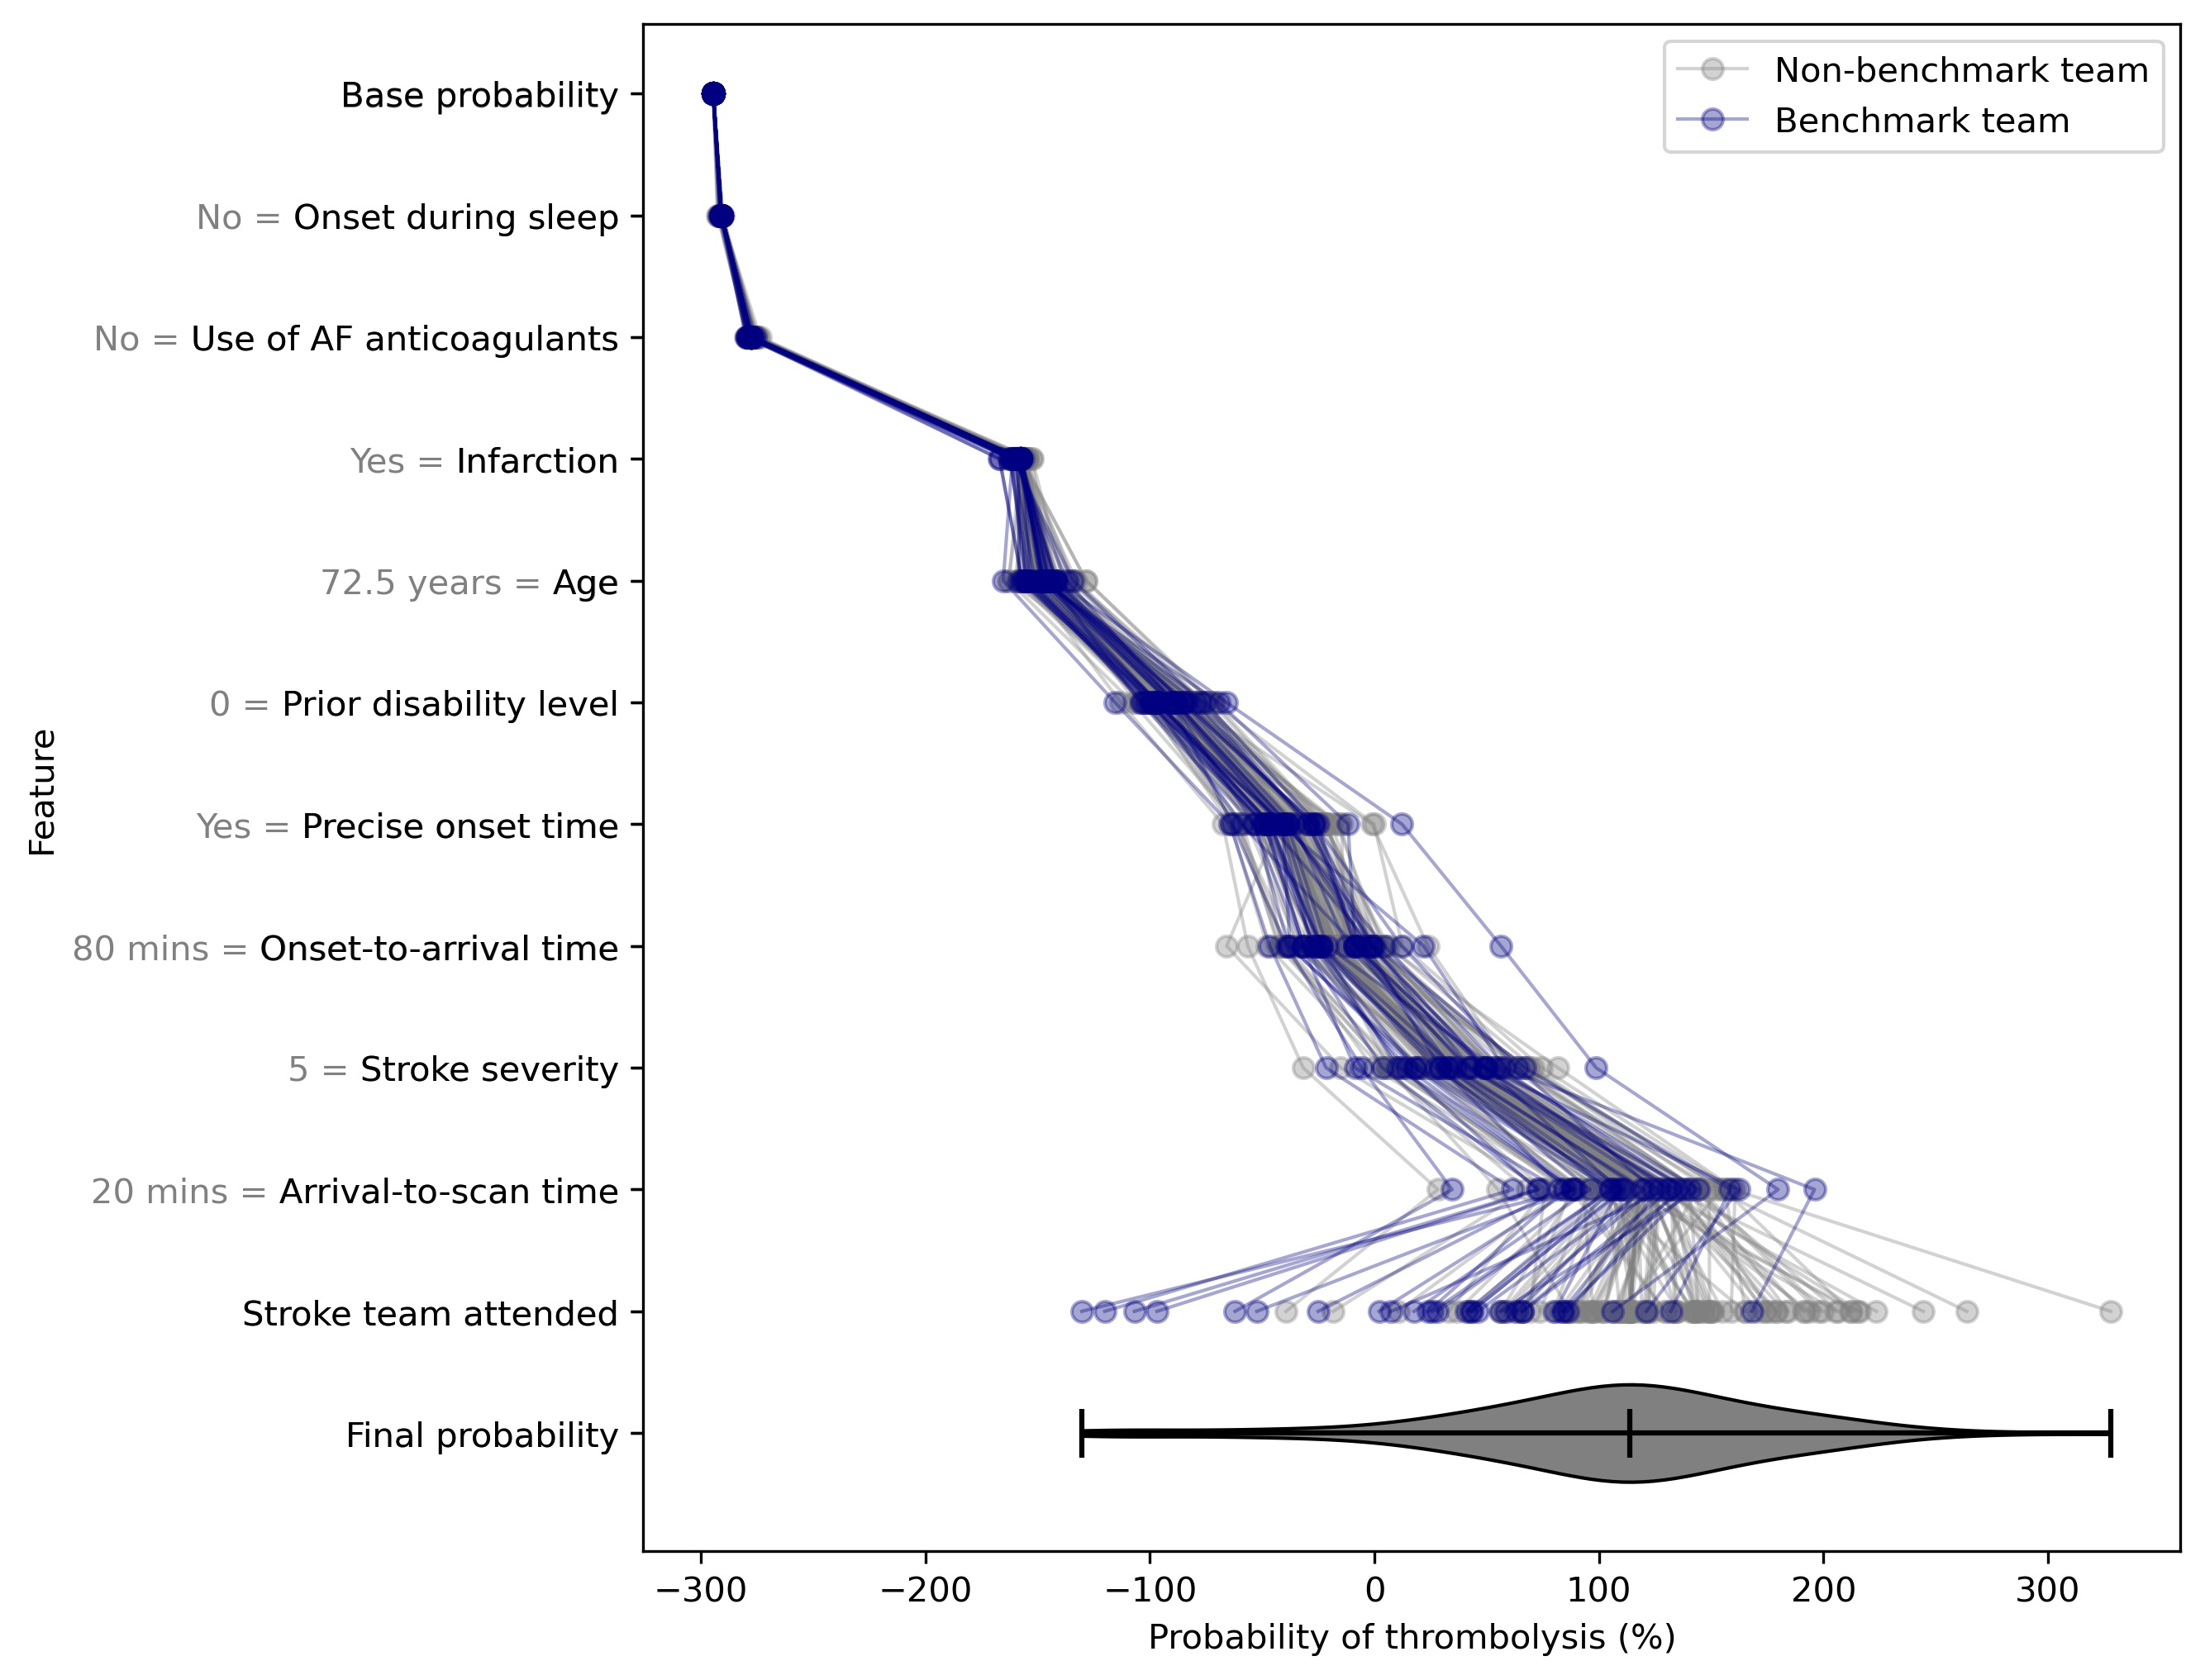 Non-benchmark team
Benchmark team
Base probability
No = Onset during sleep
No = Use of AF anticoagulants
Yes = Infarction
72.5 years = Age
0 = Prior disability level
Yes = Precise onset time
80 mins = Onset-to-arrival time
5 = Stroke severity
20 mins = Arrival-to-scan time
Stroke team attended
Final probability
Feature
−300 −200 −100 0 100 200 300
Probability of thrombolysis (%)